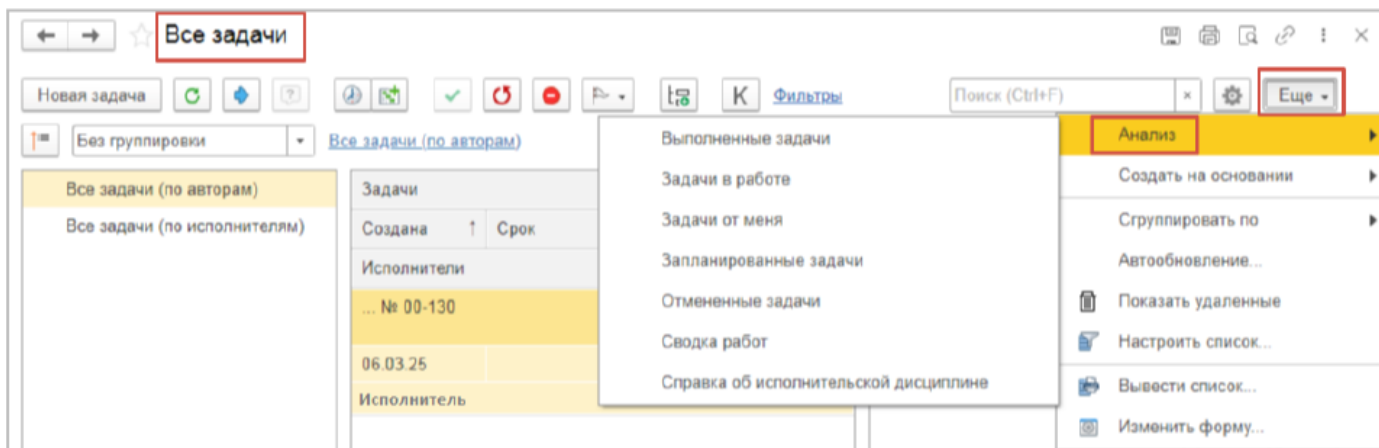 Все задачи
Новая задача
К
Фильтры
Поиск (Ctrl+F)
Еще
Без группировки
Все задачи (по авторам)
Все задачи (по авторам)
Все задачи (по исполнителям)
Задачи
Создана
Срок
Исполнители
... № 00-130
06.03.25
Исполнитель
Выполненные задачи
Задачи в работе
Задачи от меня
Запланированные задачи
Отмененные задачи
Сводка работ
Справка об исполнительской дисциплине
Анализ
Создать на основании
Сгруппировать по
Автообновление...
Показать удаленные
Настроить список...
Вывести список...
Изменить форму...